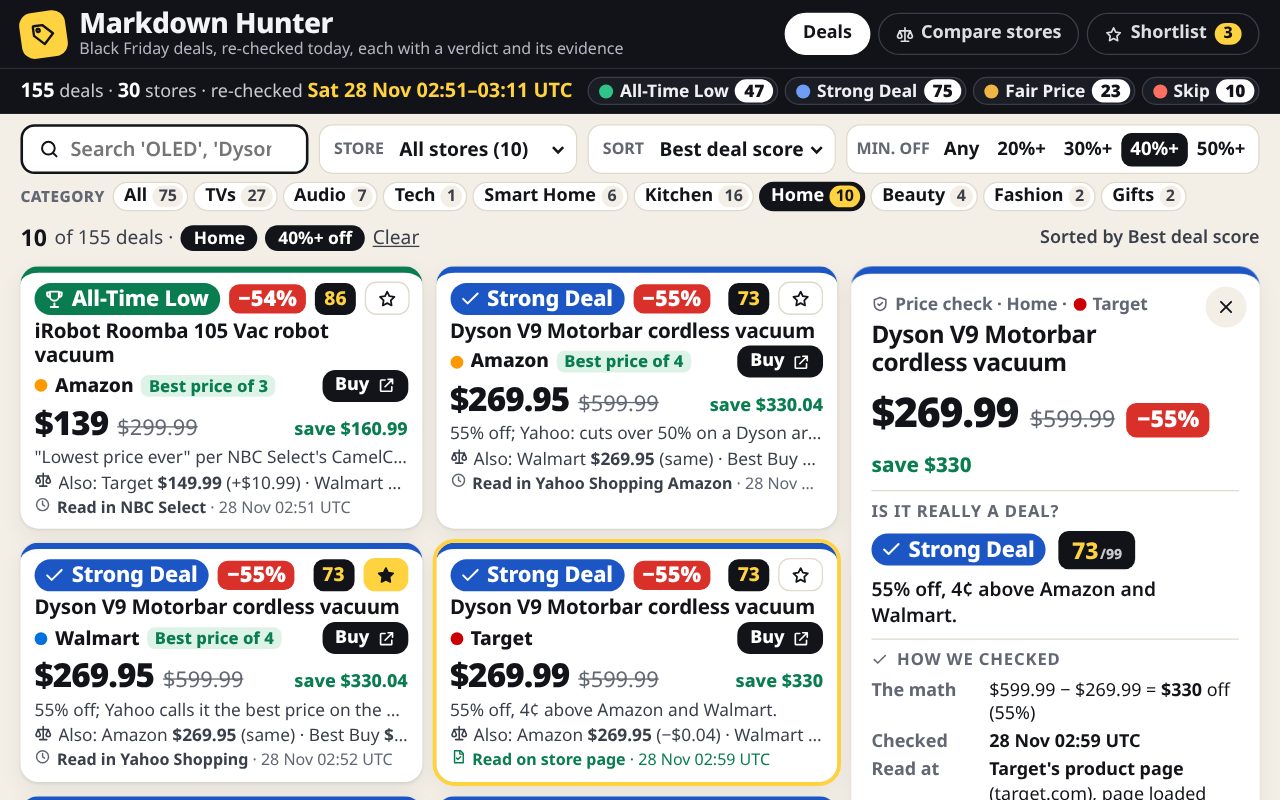 Markdown Hunter
Black Friday deals, re-checked today, each with a verdict and its evidence
Deals
Compare stores
Shortlist 3
155 deals · 30 stores · re-checked Sat 28 Nov 02:51–03:11 UTC
All-Time Low 47
Strong Deal 75
Fair Price 23
Skip 10
Search 'OLED', 'Dyson
STORE All stores (10)
SORT Best deal score
MIN. OFF Any 20%+ 30%+ 40%+ 50%+
CATEGORY All 75 TVs 27 Audio 7 Tech 1 Smart Home 6 Kitchen 16 Home 10 Beauty 4 Fashion 2 Gifts 2
10 of 155 deals · Home 40%+ off Clear
Sorted by Best deal score
All-Time Low −54% 86
iRobot Roomba 105 Vac robot
vacuum
Amazon Best price of 3 Buy
$139 $299.99 save $160.99
"Lowest price ever" per NBC Select's CamelC...
Also: Target $149.99 (+$10.99) · Walmart ...
Read in NBC Select · 28 Nov 02:51 UTC
Strong Deal −55% 73
Dyson V9 Motorbar cordless vacuum
Amazon Best price of 4 Buy
$269.95 $599.99 save $330.04
55% off; Yahoo: cuts over 50% on a Dyson ar...
Also: Walmart $269.95 (same) · Best Buy ...
Read in Yahoo Shopping Amazon · 28 Nov ...
Strong Deal −55% 73
Dyson V9 Motorbar cordless vacuum
Walmart Best price of 4 Buy
$269.95 $599.99 save $330.04
55% off; Yahoo calls it the best price on the ...
Also: Amazon $269.95 (same) · Best Buy $...
Read in Yahoo Shopping · 28 Nov 02:52 UTC
Strong Deal −55% 73
Dyson V9 Motorbar cordless vacuum
Target Buy
$269.99 $599.99 save $330
55% off, 4¢ above Amazon and Walmart.
Also: Amazon $269.95 (−$0.04) · Walmart ...
Read on store page · 28 Nov 02:59 UTC
Price check · Home · Target
Dyson V9 Motorbar
cordless vacuum
$269.99 $599.99 −55%
save $330
IS IT REALLY A DEAL?
Strong Deal 73/99
55% off, 4¢ above Amazon and
Walmart.
HOW WE CHECKED
The math $599.99 − $269.99 = $330 off
(55%)
Checked 28 Nov 02:59 UTC
Read at Target's product page
(target.com), page loaded